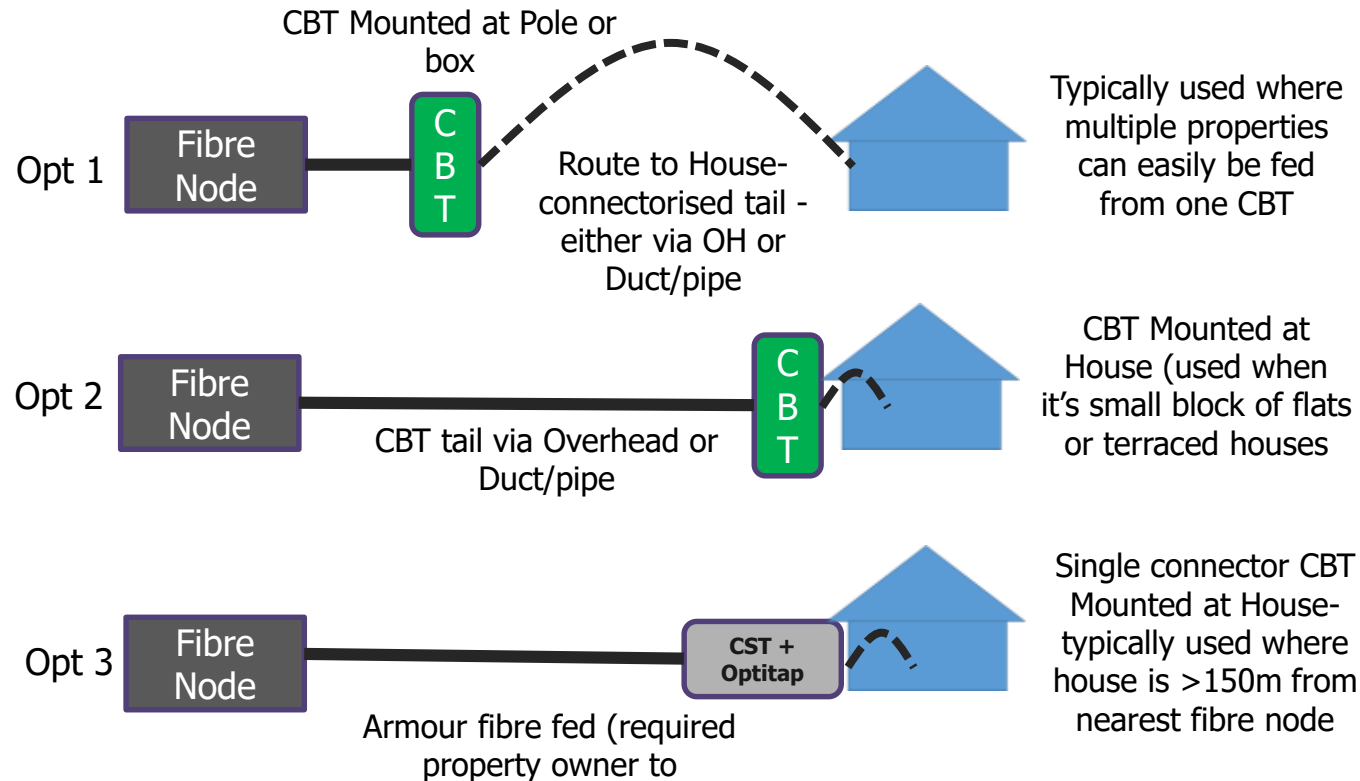 CBT Mounted at Pole or
box
Opt 1
Fibre
Node
C
B
T
Route to House-
connectorised tail -
either via OH or
Duct/pipe
Typically used where
multiple properties
can easily be fed
from one CBT
Opt 2
Fibre
Node
CBT tail via Overhead or
Duct/pipe
C
B
T
CBT Mounted at
House (used when
it’s small block of flats
or terraced houses
Opt 3
Fibre
Node
CST +
Optitap
Armour fibre fed (required
property owner to
Single connector CBT
Mounted at House-
typically used where
house is >150m from
nearest fibre node